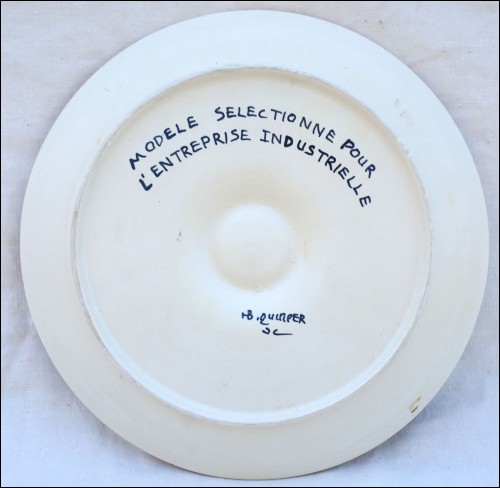 MODELE SELECTIONNE POUR
L'ENTREPRISE INDUSTRIELLE
HB.QUIMPER